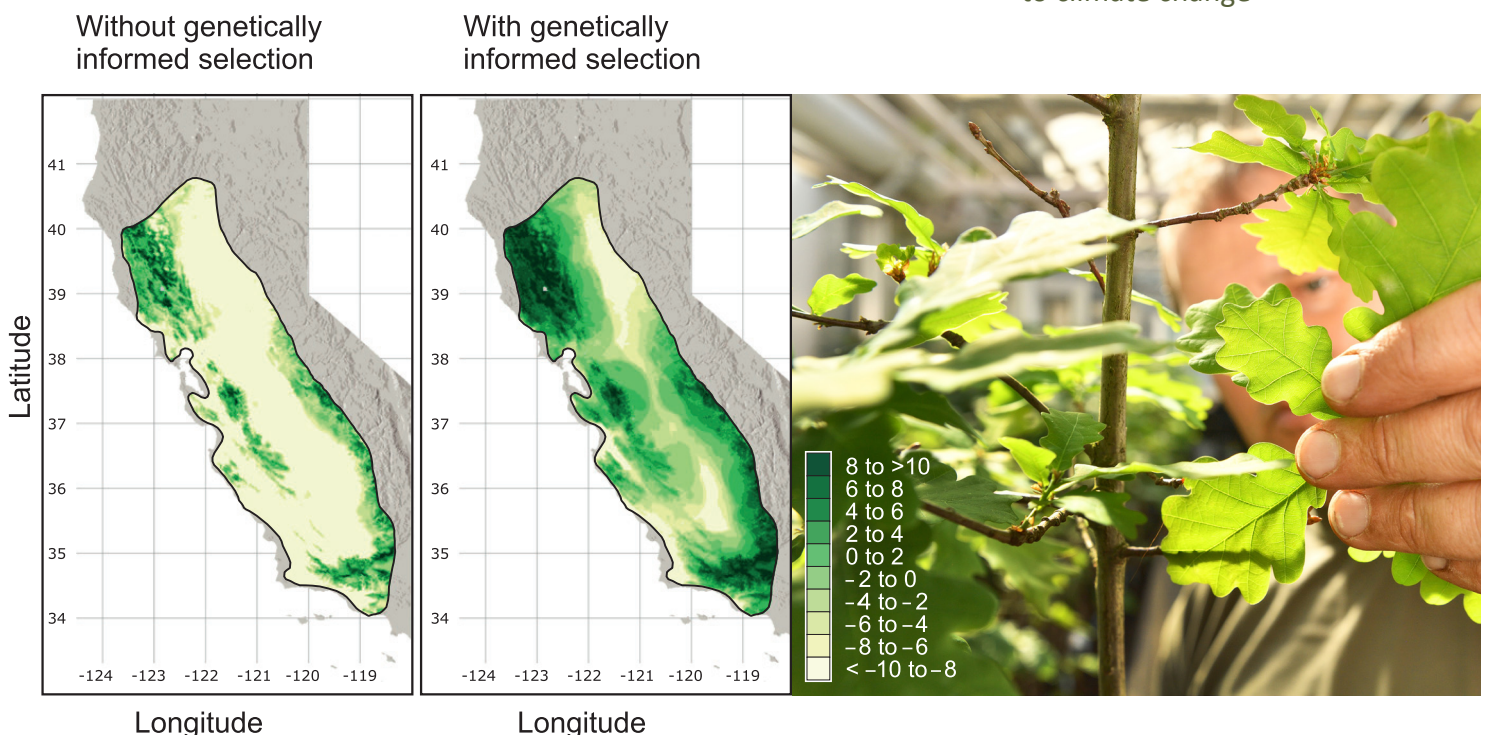 to climate change
Without genetically
informed selection
With genetically
informed selection
Latitude
41
40
39
38
37
36
35
34
-124 -123 -122 -121 -120 -119
Longitude
41
40
39
38
37
36
35
34
-124 -123 -122 -121 -120 -119
Longitude
8 to >10
6 to 8
4 to 6
2 to 4
0 to 2
−2 to 0
−4 to −2
−6 to −4
−8 to −6
< −10 to −8